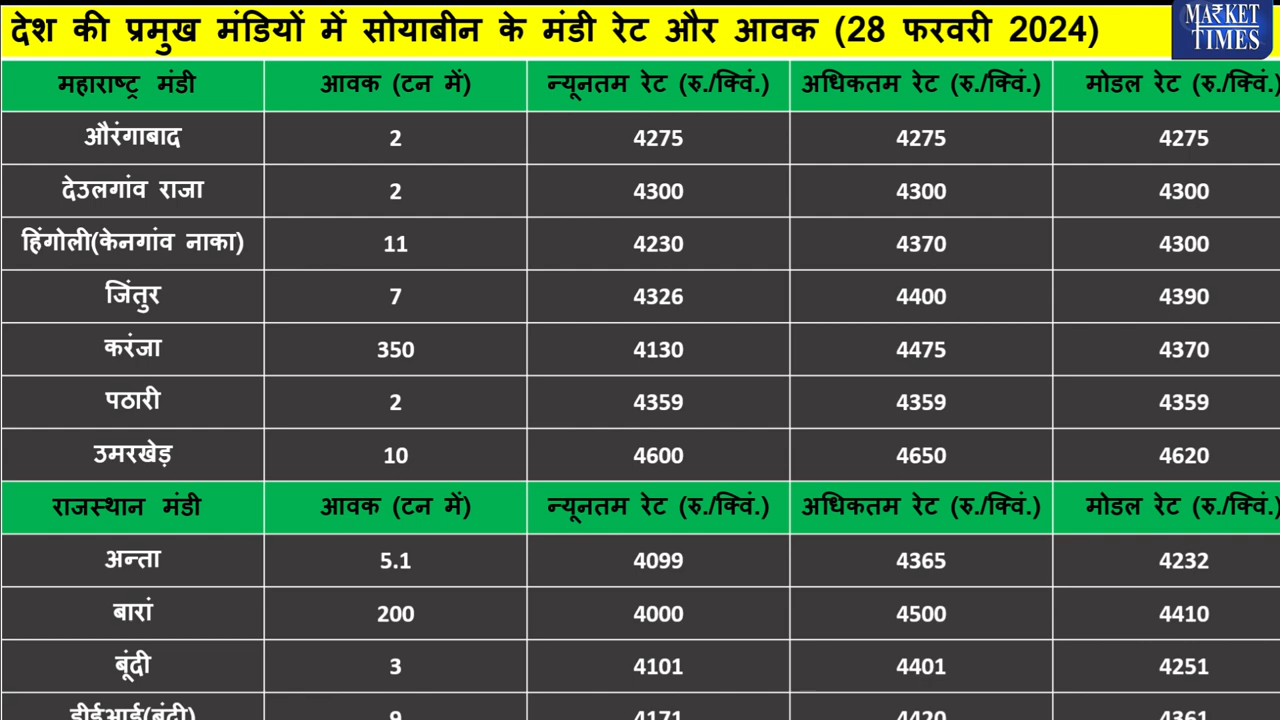 देश की प्रमुख मंडियों में सोयाबीन के मंडी रेट और आवक (28 फरवरी 2024)
MARKET TIMES
महाराष्ट्र मंडी आवक (टन में) न्यूनतम रेट (रु./क्विं.) अधिकतम रेट (रु./क्विं.) मोडल रेट (रु./क्विं.)
औरंगाबाद 2 4275 4275 4275
देउलगांव राजा 2 4300 4300 4300
हिंगोली(केनगांव नाका) 11 4230 4370 4300
जिंतुर 7 4326 4400 4390
करंजा 350 4130 4475 4370
पठारी 2 4359 4359 4359
उमरखेड़ 10 4600 4650 4620
राजस्थान मंडी आवक (टन में) न्यूनतम रेट (रु./क्विं.) अधिकतम रेट (रु./क्विं.) मोडल रेट (रु./क्विं.)
अन्ता 5.1 4099 4365 4232
बारां 200 4000 4500 4410
बूंदी 3 4101 4401 4251
डीईआई(बूंदी) 9 4171 4420 4361